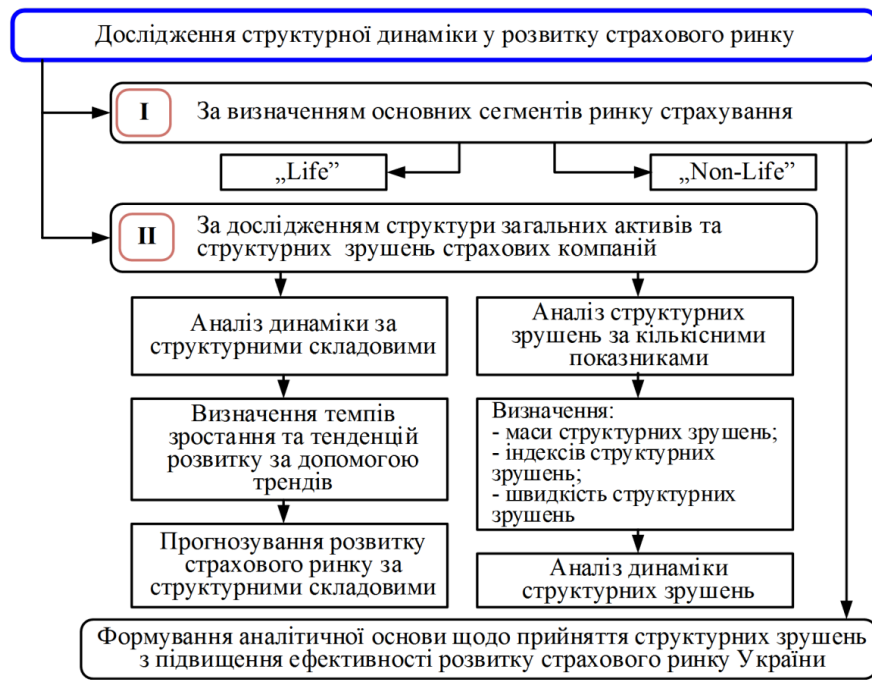 Дослідження структурної динаміки у розвитку страхового ринку
I
За визначенням основних сегментів ринку страхування
„Life”
„Non-Life”
II
За дослідженням структури загальних активів та
структурних зрушень страхових компаній
Аналіз динаміки за
структурними складовими
Визначення темпів
зростання та тенденцій
розвитку за допомогою
трендів
Прогнозування розвитку
страхового ринку за
структурними складовими
Аналіз структурних
зрушень за кількісними
показниками
Визначення:
- маси структурних зрушень;
- індексів структурних
зрушень;
- швидкість структурних
зрушень
Аналіз динаміки
структурних зрушень
Формування аналітичної основи щодо прийняття структурних зрушень
з підвищення ефективності розвитку страхового ринку України